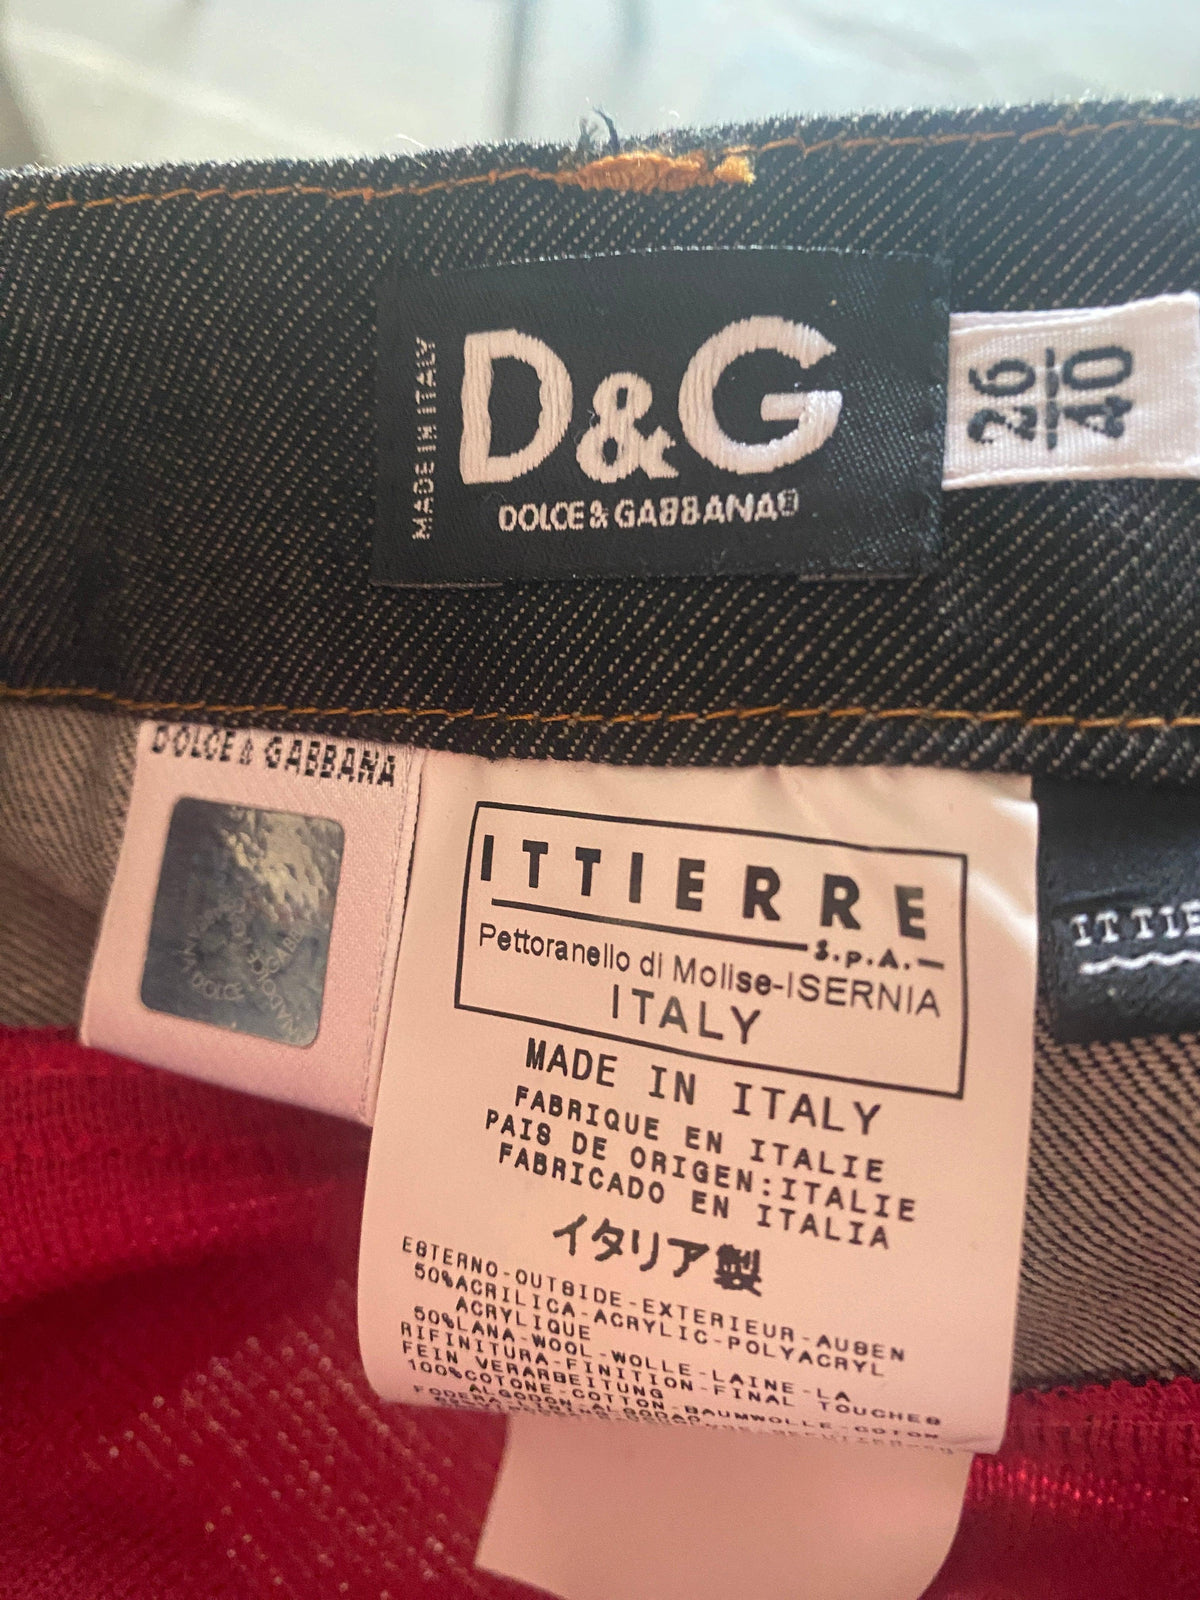 MADE IN ITALY
D&G
DOLCE & GABBANA®
26
40
DOLCE & GABBANA
ITTIERRE
S.p.A.
Pettoranello di Molise-ISERNIA
ITALY
MADE IN ITALY
FABRIQUE EN ITALIE
PAIS DE ORIGEN:ITALIE
FABRICADO EN ITALIA
イタリア製
ESTERNO-OUTSIDE-EXTERIEUR-AUßEN
50%ACRILICA-ACRYLIC-POLYACRYL
ACRYLIQUE
50%LANA-WOOL-WOLLE-LAINE-LA
RIFINITURA-FINITION-FINAL TOUCHES
FEIN VERARBEITUNG
100%COTONE-COTTON-BAUMWOLLE-COTON
ALGODON-ALGODAO
ITTIE